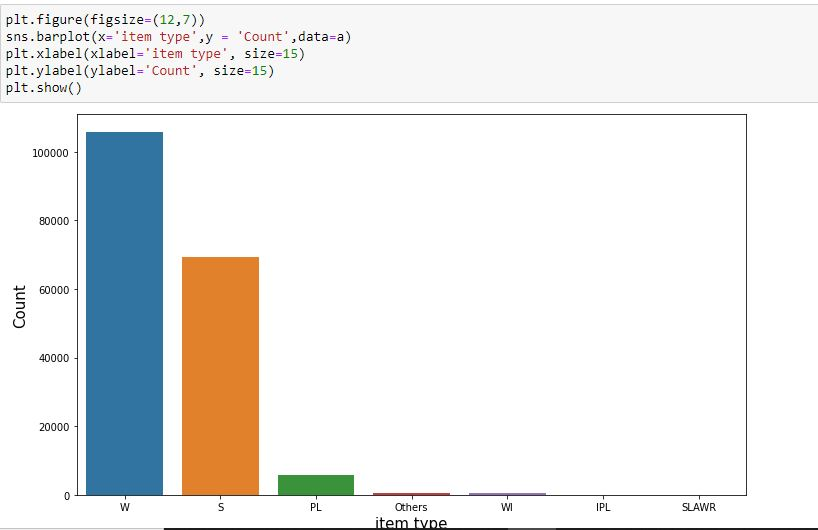 plt.figure(figsize=(12,7))
sns.barplot(x='item type',y = 'Count',data=a)
plt.xlabel(xlabel='item type', size=15)
plt.ylabel(ylabel='Count', size=15)
plt.show()
100000
80000
60000
40000
20000
0
Count
W S PL Others WI IPL SLAWR
item type